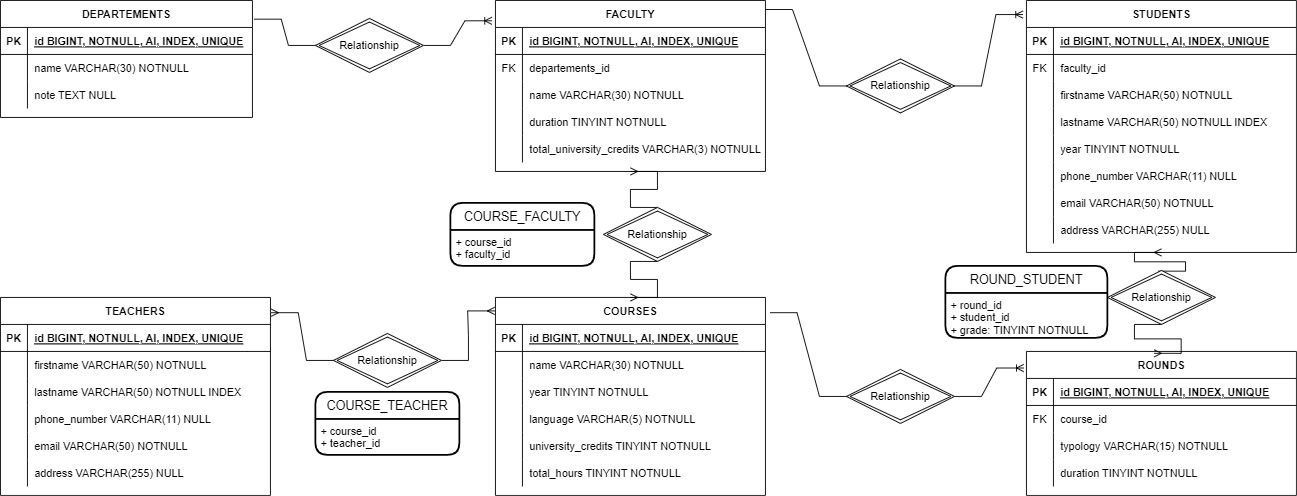 DEPARTEMENTS
PK id BIGINT, NOTNULL, AI, INDEX, UNIQUE
name VARCHAR(30) NOTNULL
note TEXT NULL
Relationship
FACULTY
PK id BIGINT, NOTNULL, AI, INDEX, UNIQUE
FK departements_id
name VARCHAR(30) NOTNULL
duration TINYINT NOTNULL
total_university_credits VARCHAR(3) NOTNULL
Relationship
STUDENTS
PK id BIGINT, NOTNULL, AI, INDEX, UNIQUE
FK faculty_id
firstname VARCHAR(50) NOTNULL
lastname VARCHAR(50) NOTNULL INDEX
year TINYINT NOTNULL
phone_number VARCHAR(11) NULL
email VARCHAR(50) NOTNULL
address VARCHAR(255) NULL
COURSE_FACULTY
+ course_id
+ faculty_id
Relationship
ROUND_STUDENT
+ round_id
+ student_id
+ grade: TINYINT NOTNULL
Relationship
TEACHERS
PK id BIGINT, NOTNULL, AI, INDEX, UNIQUE
firstname VARCHAR(50) NOTNULL
lastname VARCHAR(50) NOTNULL INDEX
phone_number VARCHAR(11) NULL
email VARCHAR(50) NOTNULL
address VARCHAR(255) NULL
Relationship
COURSE_TEACHER
+ course_id
+ teacher_id
COURSES
PK id BIGINT, NOTNULL, AI, INDEX, UNIQUE
name VARCHAR(30) NOTNULL
year TINYINT NOTNULL
language VARCHAR(5) NOTNULL
university_credits TINYINT NOTNULL
total_hours TINYINT NOTNULL
Relationship
ROUNDS
PK id BIGINT, NOTNULL, AI, INDEX, UNIQUE
FK course_id
typology VARCHAR(15) NOTNULL
duration TINYINT NOTNULL